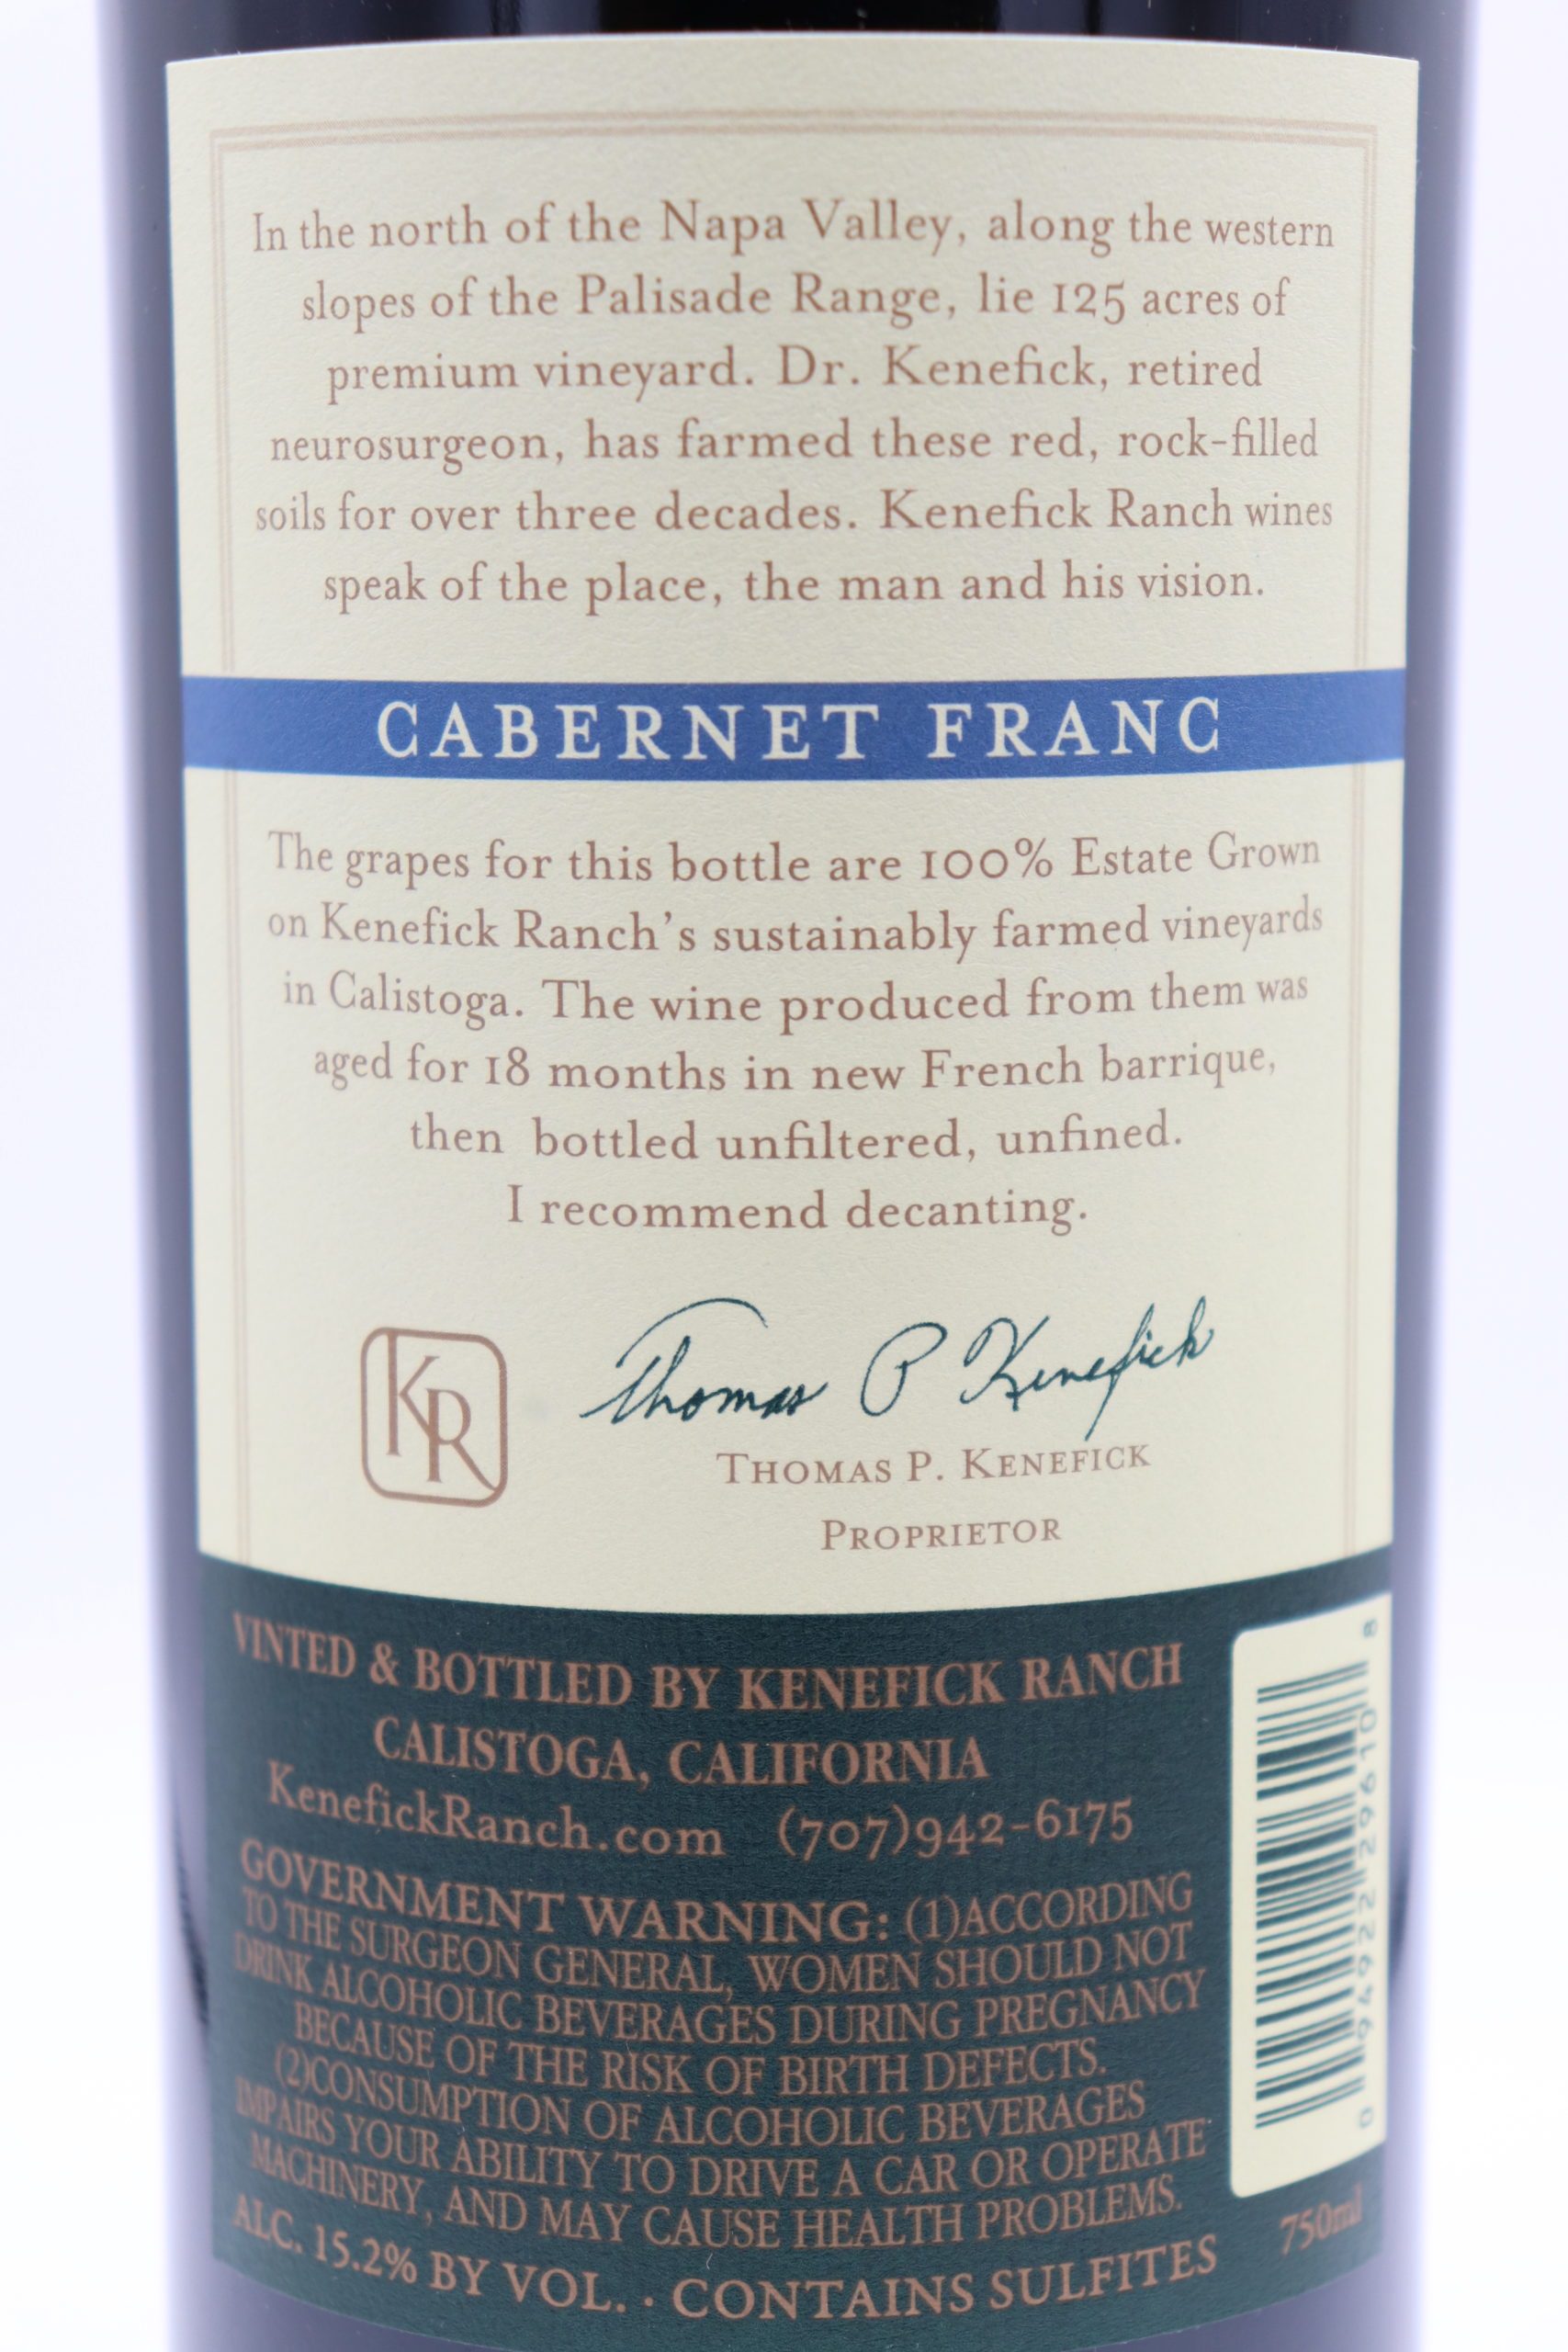 In the north of the Napa Valley, along the western
slopes of the Palisade Range, lie 125 acres of
premium vineyard. Dr. Kenefick, retired
neurosurgeon, has farmed these red, rock-filled
soils for over three decades. Kenefick Ranch wines
speak of the place, the man and his vision.
CABERNET FRANC
The grapes for this bottle are 100% Estate Grown
on Kenefick Ranch's sustainably farmed vineyards
in Calistoga. The wine produced from them was
aged for 18 months in new French barrique,
then bottled unfiltered, unfined.
I recommend decanting.
KR
Thomas P Kenefick
THOMAS P. KENEFICK
PROPRIETOR
VINTED & BOTTLED BY KENEFICK RANCH
CALISTOGA, CALIFORNIA
KenefickRanch.com (707)942-6175
GOVERNMENT WARNING: (1)ACCORDING
TO THE SURGEON GENERAL, WOMEN SHOULD NOT
DRINK ALCOHOLIC BEVERAGES DURING PREGNANCY
BECAUSE OF THE RISK OF BIRTH DEFECTS.
(2)CONSUMPTION OF ALCOHOLIC BEVERAGES
IMPAIRS YOUR ABILITY TO DRIVE A CAR OR OPERATE
MACHINERY, AND MAY CAUSE HEALTH PROBLEMS.
ALC. 15.2% BY VOL. · CONTAINS SULFITES
750ml
0 94922 29610 8